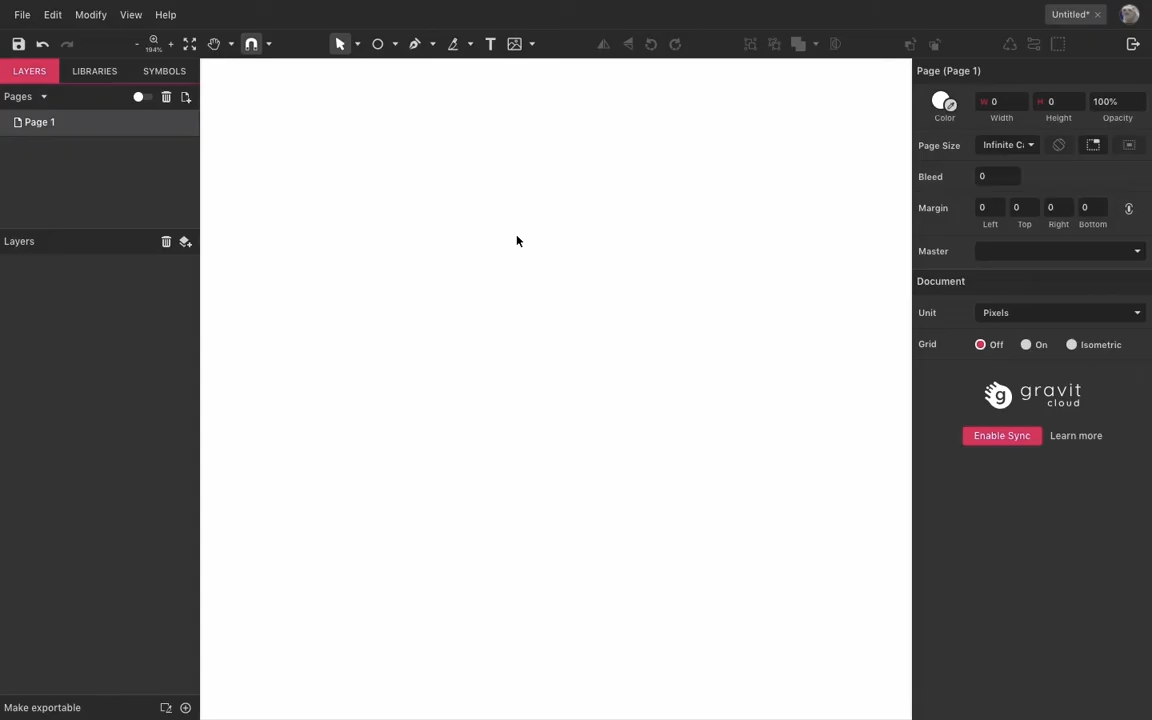 File Edit Modify View Help
Untitled*
- 194% +
T
LAYERS LIBRARIES SYMBOLS
Pages
Page 1
Layers
Make exportable
Page (Page 1)
W 0 H 0 100%
Color Width Height Opacity
Page Size Infinite Ca
Bleed 0
Margin 0 0 0 0
Left Top Right Bottom
Master
Document
Unit Pixels
Grid Off On Isometric
g gravit
cloud
Enable Sync Learn more